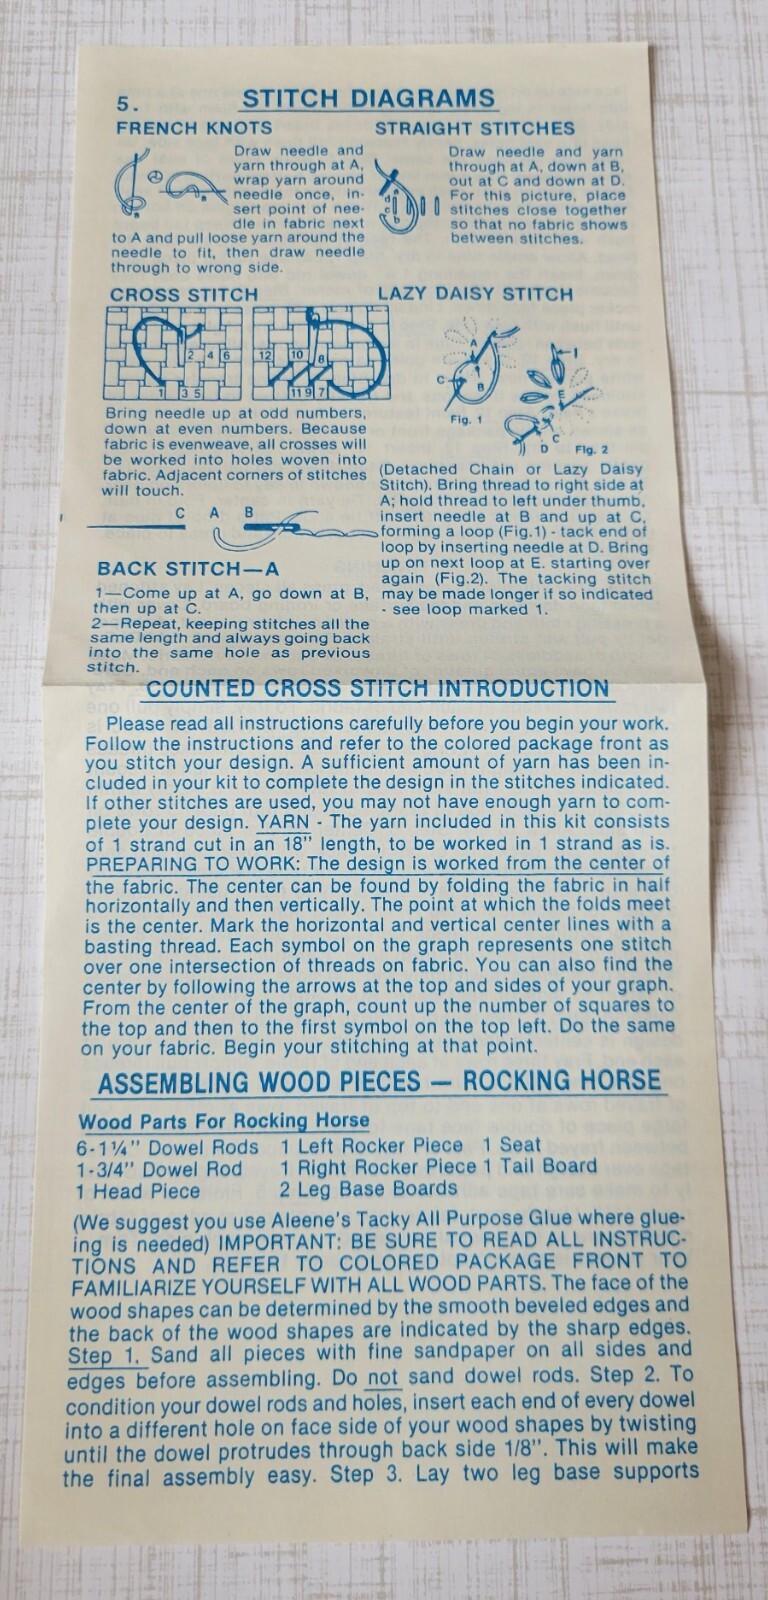 5.
STITCH DIAGRAMS
FRENCH KNOTS
Draw needle and
yarn through at A,
wrap yarn around
needle once, in-
sert point of nee-
dle in fabric next
to A and pull loose yarn around the
needle to fit, then draw needle
through to wrong side.
STRAIGHT STITCHES
Draw needle and yarn
through at A, down at B,
out at C and down at D.
For this picture, place
stitches close together
so that no fabric shows
between stitches.
CROSS STITCH
2 4 6
1 3 5
12 10 8
11 9 7
Bring needle up at odd numbers,
down at even numbers. Because
fabric is evenweave, all crosses will
be worked into holes woven into
fabric. Adjacent corners of stitches
will touch.
C A B
BACK STITCH—A
1—Come up at A, go down at B,
then up at C.
2—Repeat, keeping stitches all the
same length and always going back
into the same hole as previous
stitch.
LAZY DAISY STITCH
A
C
B
Fig. 1
1
E
C
D
Fig. 2
(Detached Chain or Lazy Daisy
Stitch). Bring thread to right side at
A; hold thread to left under thumb,
insert needle at B and up at C,
forming a loop (Fig.1) - tack end of
loop by inserting needle at D. Bring
up on next loop at E. starting over
again (Fig.2). The tacking stitch
may be made longer if so indicated
- see loop marked 1.
COUNTED CROSS STITCH INTRODUCTION
Please read all instructions carefully before you begin your work.
Follow the instructions and refer to the colored package front as
you stitch your design. A sufficient amount of yarn has been in-
cluded in your kit to complete the design in the stitches indicated.
If other stitches are used, you may not have enough yarn to com-
plete your design. YARN - The yarn included in this kit consists
of 1 strand cut in an 18" length, to be worked in 1 strand as is.
PREPARING TO WORK: The design is worked from the center of
the fabric. The center can be found by folding the fabric in half
horizontally and then vertically. The point at which the folds meet
is the center. Mark the horizontal and vertical center lines with a
basting thread. Each symbol on the graph represents one stitch
over one intersection of threads on fabric. You can also find the
center by following the arrows at the top and sides of your graph.
From the center of the graph, count up the number of squares to
the top and then to the first symbol on the top left. Do the same
on your fabric. Begin your stitching at that point.
ASSEMBLING WOOD PIECES — ROCKING HORSE
Wood Parts For Rocking Horse
6-1¼" Dowel Rods 1 Left Rocker Piece 1 Seat
1-3/4" Dowel Rod 1 Right Rocker Piece 1 Tail Board
1 Head Piece 2 Leg Base Boards
(We suggest you use Aleene's Tacky All Purpose Glue where glue-
ing is needed) IMPORTANT: BE SURE TO READ ALL INSTRUC-
TIONS AND REFER TO COLORED PACKAGE FRONT TO
FAMILIARIZE YOURSELF WITH ALL WOOD PARTS. The face of the
wood shapes can be determined by the smooth beveled edges and
the back of the wood shapes are indicated by the sharp edges.
Step 1. Sand all pieces with fine sandpaper on all sides and
edges before assembling. Do not sand dowel rods. Step 2. To
condition your dowel rods and holes, insert each end of every dowel
into a different hole on face side of your wood shapes by twisting
until the dowel protrudes through back side 1/8". This will make
the final assembly easy. Step 3. Lay two leg base supports